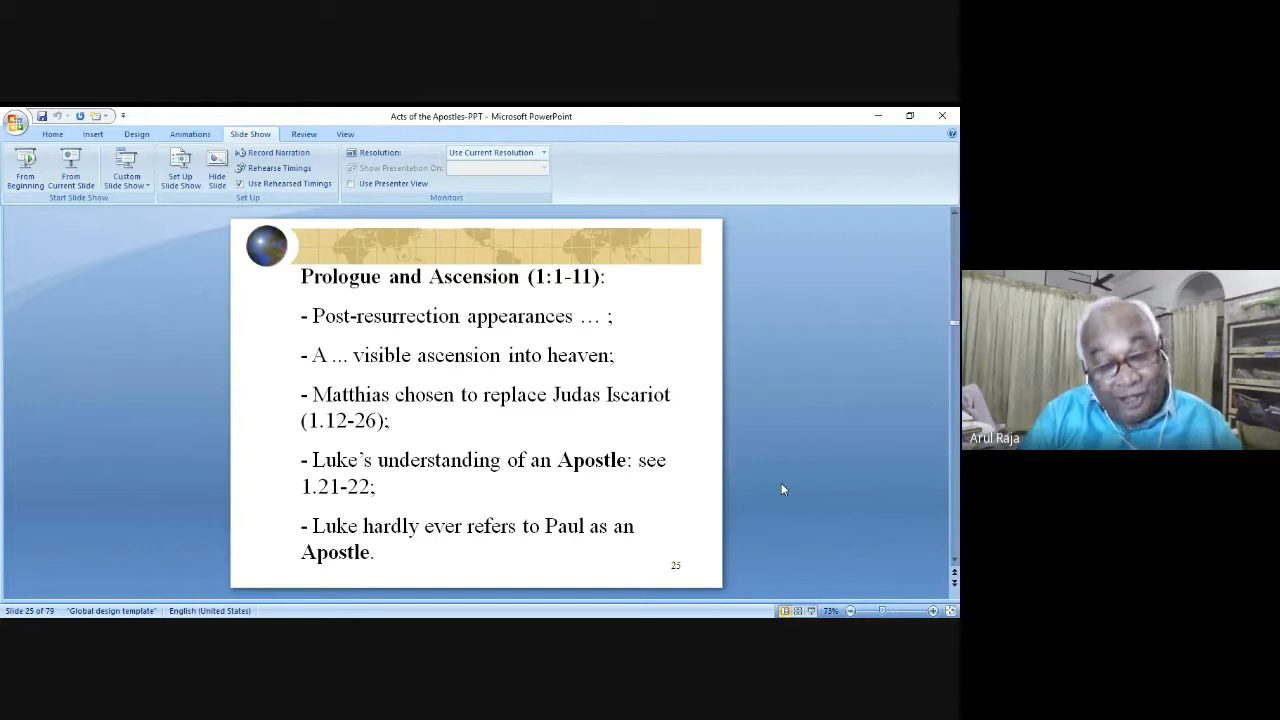 Acts of the Apostles-PPT - Microsoft PowerPoint
Home Insert Design Animations Slide Show Review View
From Beginning
From Current Slide
Custom Slide Show
Start Slide Show
Set Up Slide Show
Hide Slide
Record Narration
Rehearse Timings
Use Rehearsed Timings
Set Up
Resolution: Use Current Resolution
Show Presentation On:
Use Presenter View
Monitors
Prologue and Ascension (1:1-11):
- Post-resurrection appearances … ;
- A ... visible ascension into heaven;
- Matthias chosen to replace Judas Iscariot
(1.12-26);
- Luke’s understanding of an Apostle: see
1.21-22;
- Luke hardly ever refers to Paul as an
Apostle.
25
Arul Raja
Slide 25 of 79 "Global design template" English (United States) 73%